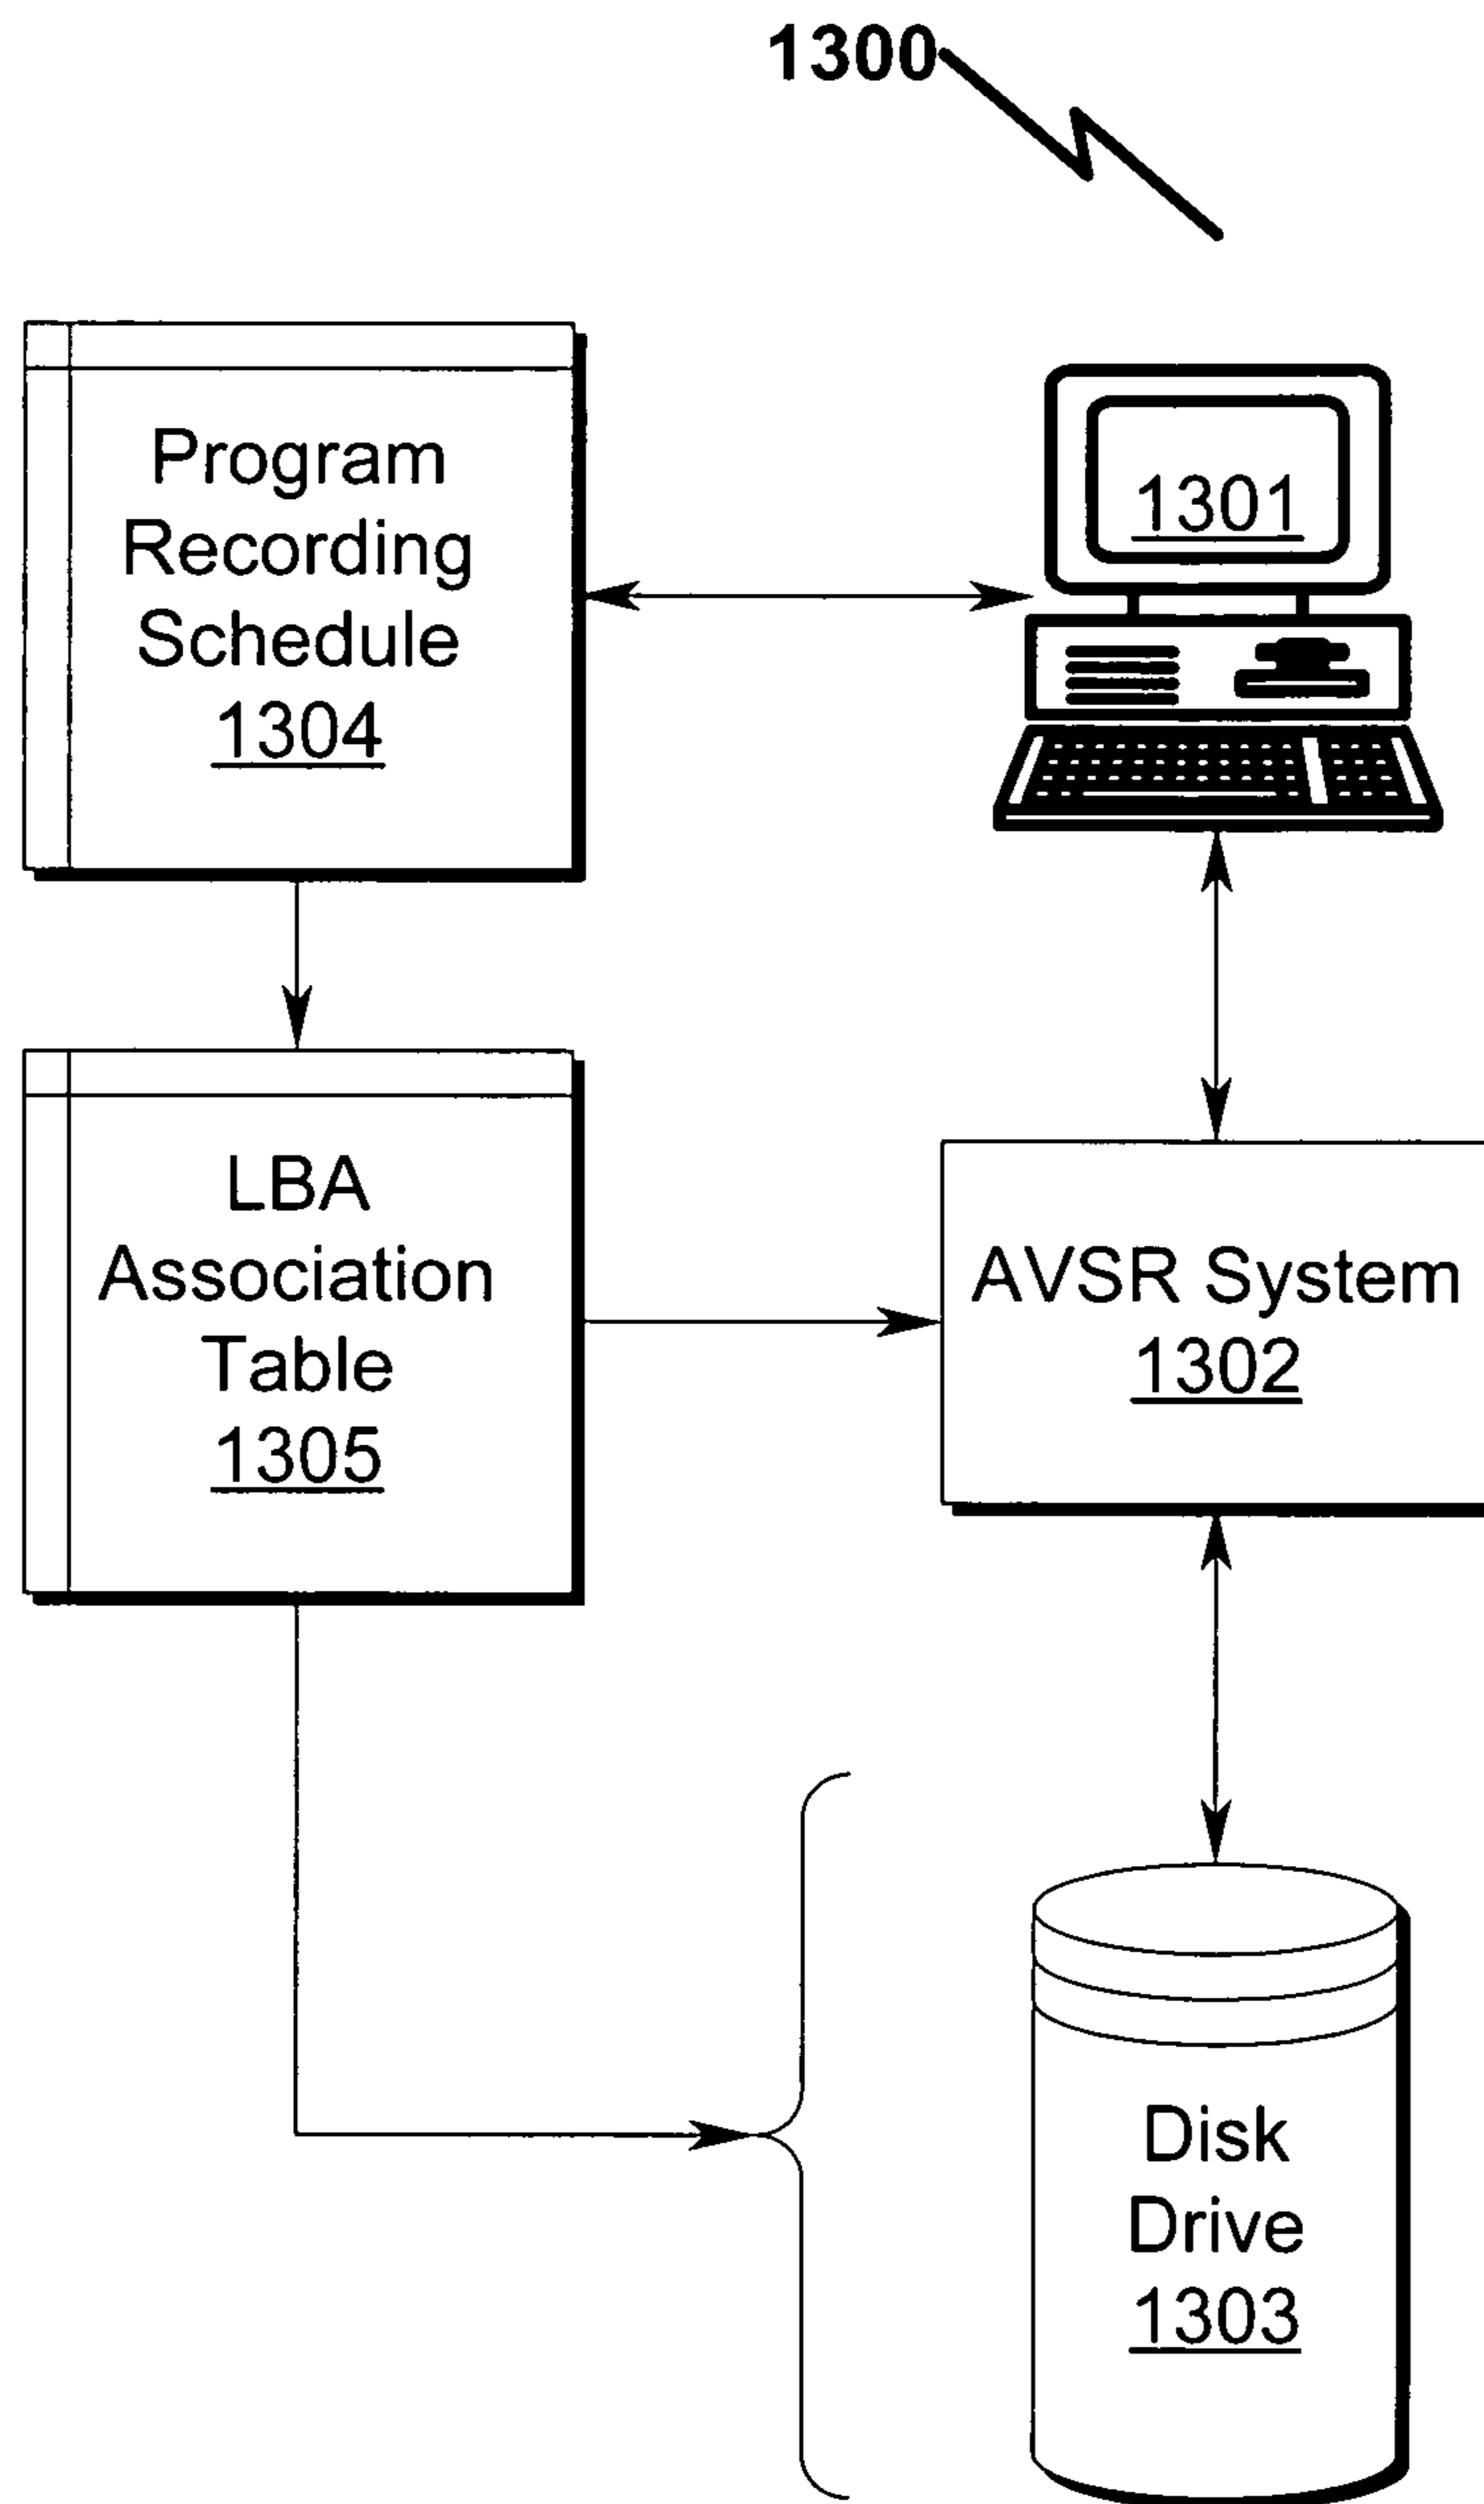 1300
Program
Recording
Schedule
1304
1301
LBA
Association
Table
1305
AVSR System
1302
Disk
Drive
1303